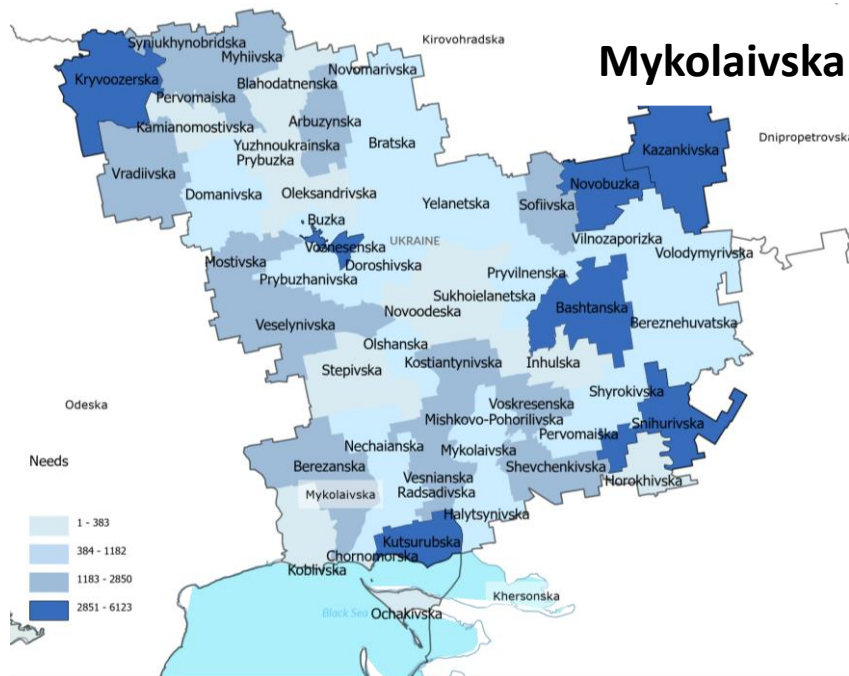 Mykolaivska
Kirovohradska
Syniukhynobridska
Myhiivska
Novomarivska
Kryvoozerska
Blahodatnenska
Pervomaiska
Arbuzynska
Kamianomostivska
Bratska
Kazankivska
Dnipropetrovska
Yuzhnoukrainska
Prybuzka
Vradiivska
Domanivska
Oleksandrivska
Yelanetska
Sofiivska
Novobuzka
Buzka
Voznesenska
UKRAINE
Vilnozaporizka
Volodymyrivska
Mostivska
Doroshivska
Prybuzhanivska
Pryvilnenska
Sukhoielanetska
Bashtanska
Novoodeska
Veselynivska
Bereznehuvatska
Olshanska
Kostiantynivska
Inhulska
Stepivska
Shyrokivska
Odeska
Voskresenska
Mishkovo-Pohorilivska
Snihurivska
Pervomaiska
Nechaianska
Mykolaivska
Needs
Berezanska
Vesnianska
Shevchenkivska
Horokhivska
Mykolaivska
Radsadivska
Halytsynivska
1 - 383
384 - 1182
1183 - 2850
2851 - 6123
Kutsurubska
Chornomorska
Koblivska
Khersonska
Black Sea
Ochakivska